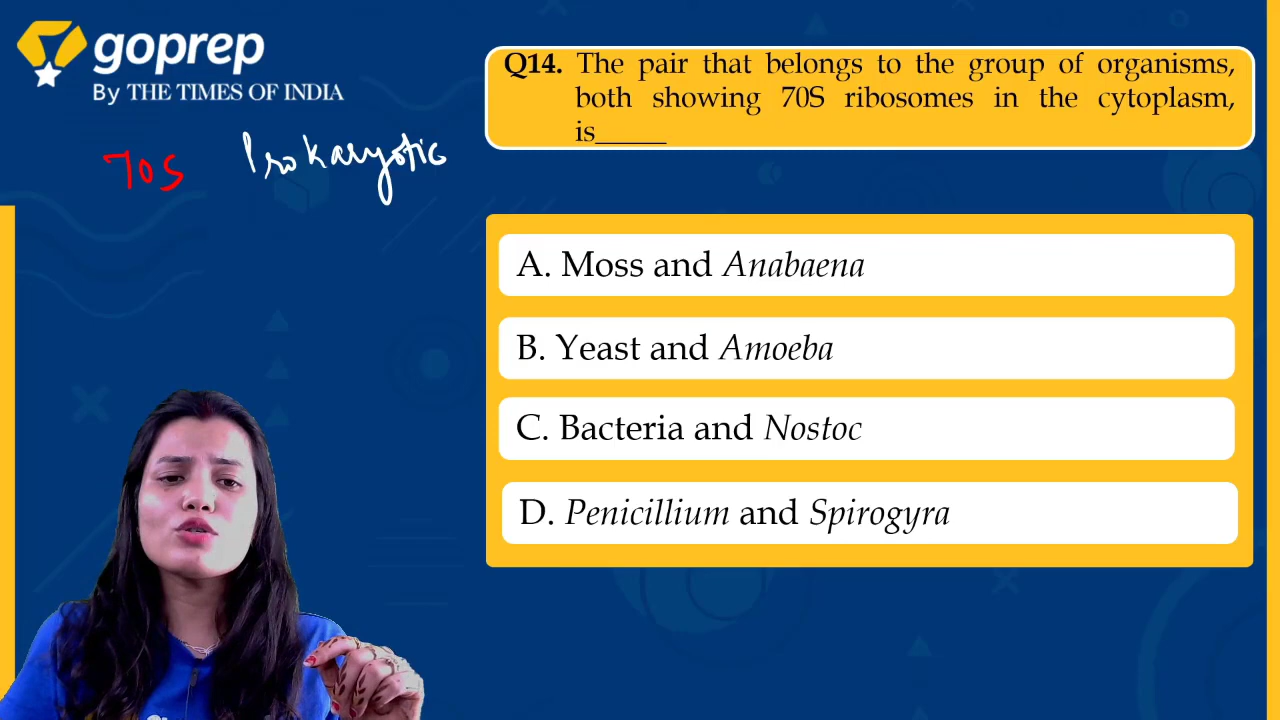 goprep
By THE TIMES OF INDIA
70S Prokaryotic
Q14. The pair that belongs to the group of organisms,
both showing 70S ribosomes in the cytoplasm,
is_____
A. Moss and Anabaena
B. Yeast and Amoeba
C. Bacteria and Nostoc
D. Penicillium and Spirogyra